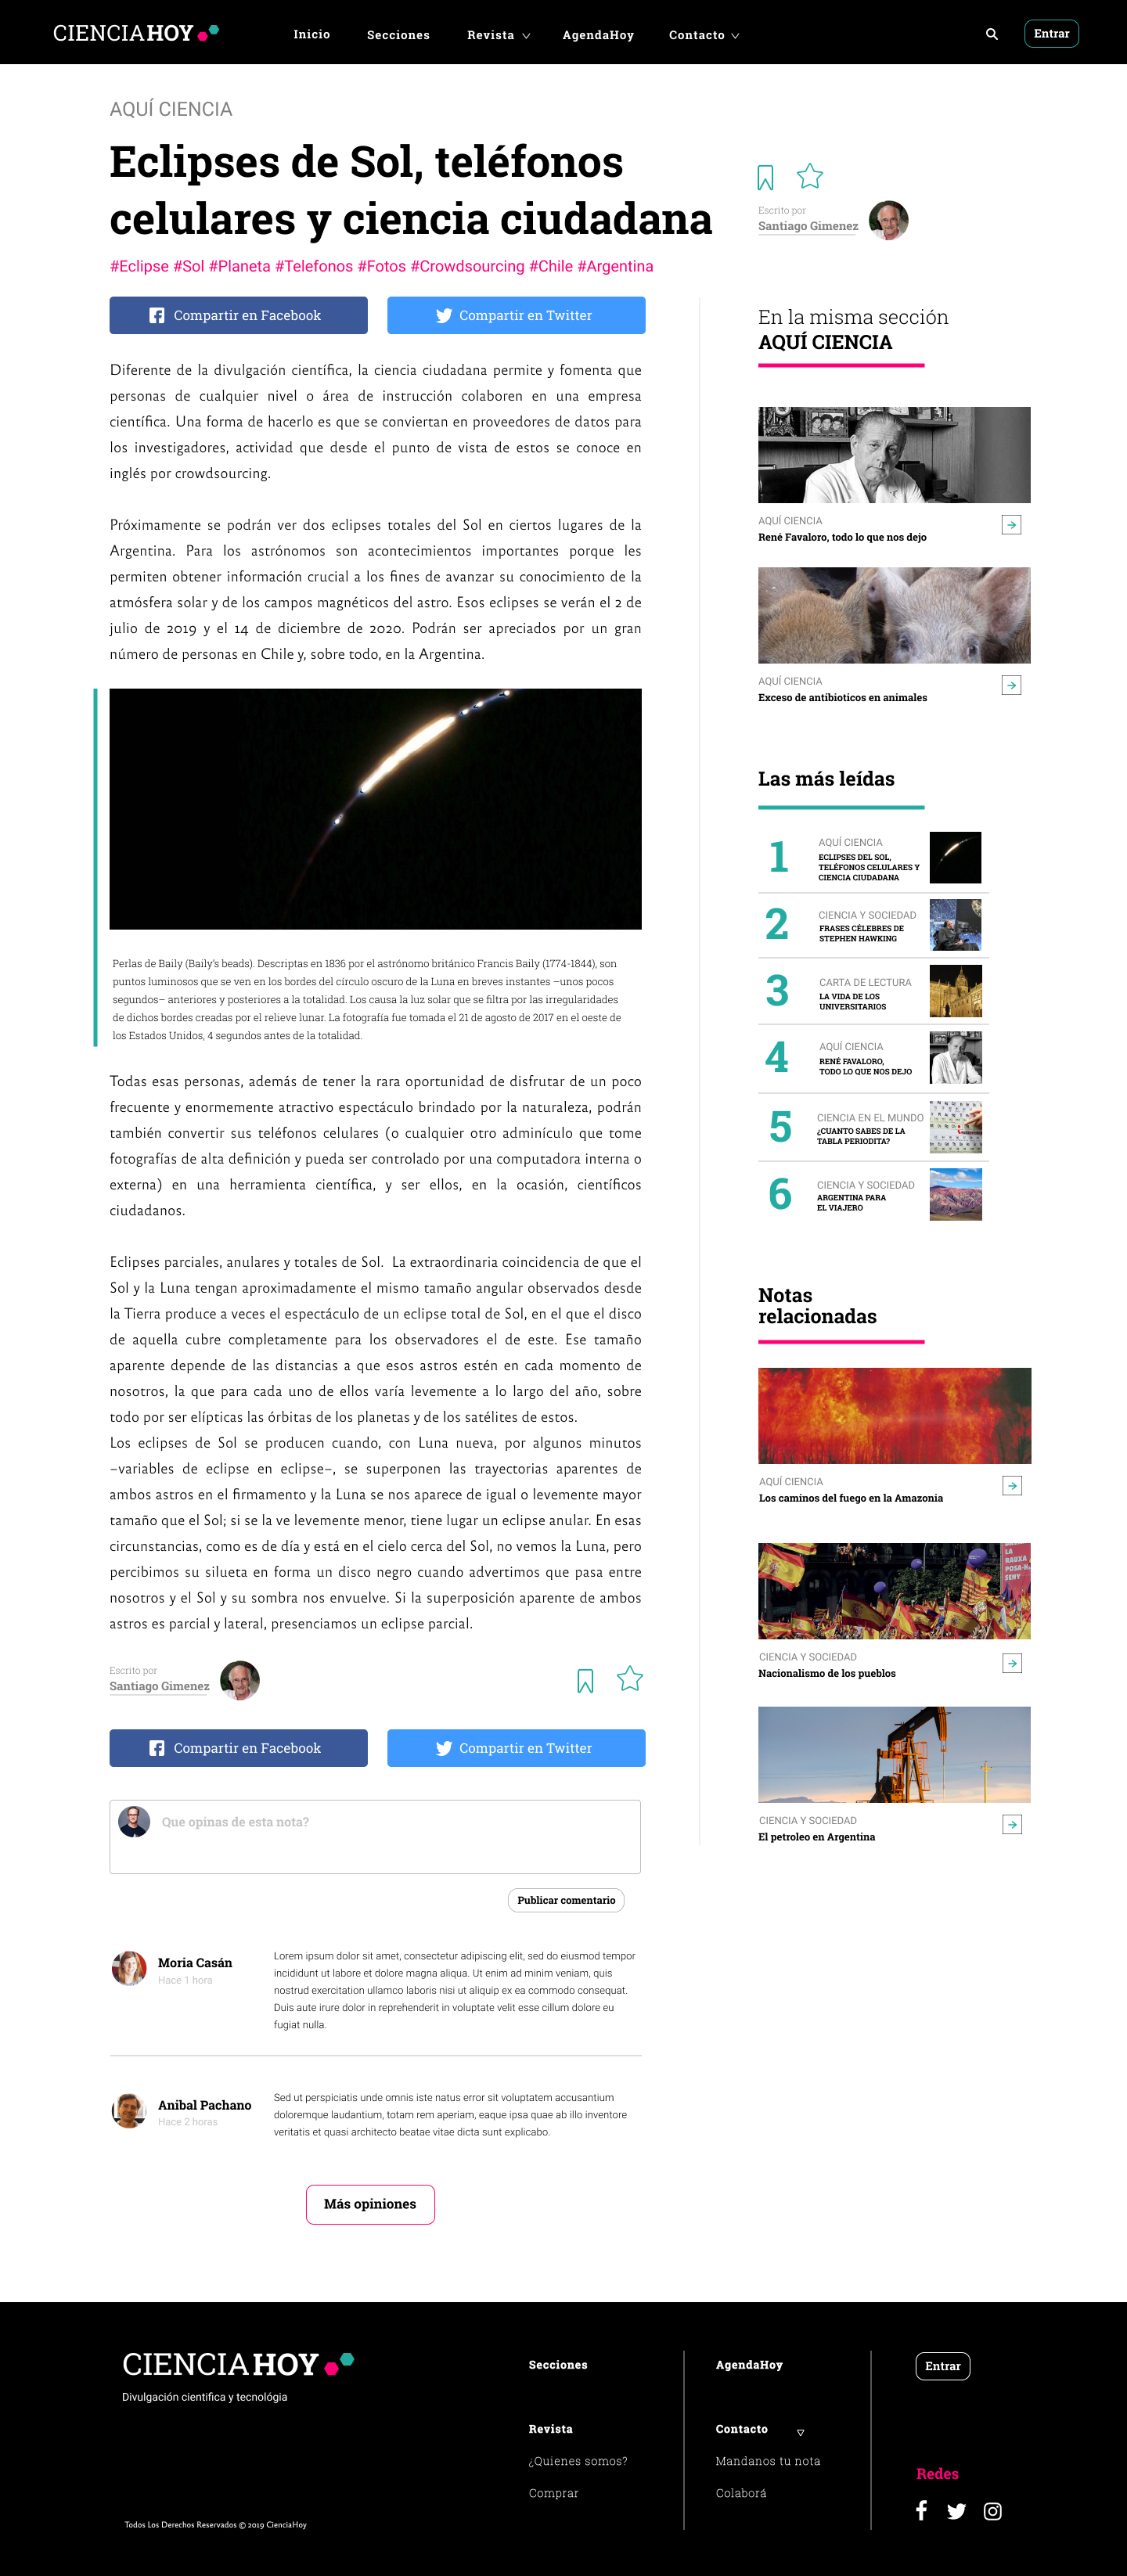 CIENCIAHOY
Inicio
Secciones
Revista
AgendaHoy
Contacto
Entrar
AQUÍ CIENCIA
Eclipses de Sol, teléfonos
celulares y ciencia ciudadana
#Eclipse #Sol #Planeta #Telefonos #Fotos #Crowdsourcing #Chile #Argentina
Escrito por
Santiago Gimenez
Compartir en Facebook
Compartir en Twitter
Diferente de la divulgación científica, la ciencia ciudadana permite y fomenta que
personas de cualquier nivel o área de instrucción colaboren en una empresa
científica. Una forma de hacerlo es que se conviertan en proveedores de datos para
los investigadores, actividad que desde el punto de vista de estos se conoce en
inglés por crowdsourcing.
Próximamente se podrán ver dos eclipses totales del Sol en ciertos lugares de la
Argentina. Para los astrónomos son acontecimientos importantes porque les
permiten obtener información crucial a los fines de avanzar su conocimiento de la
atmósfera solar y de los campos magnéticos del astro. Esos eclipses se verán el 2 de
julio de 2019 y el 14 de diciembre de 2020. Podrán ser apreciados por un gran
número de personas en Chile y, sobre todo, en la Argentina.
Perlas de Baily (Baily's beads). Descriptas en 1836 por el astrónomo británico Francis Baily (1774-1844), son
puntos luminosos que se ven en los bordes del círculo oscuro de la Luna en breves instantes –unos pocos
segundos– anteriores y posteriores a la totalidad. Los causa la luz solar que se filtra por las irregularidades
de dichos bordes creadas por el relieve lunar. La fotografía fue tomada el 21 de agosto de 2017 en el oeste de
los Estados Unidos, 4 segundos antes de la totalidad.
Todas esas personas, además de tener la rara oportunidad de disfrutar de un poco
frecuente y enormemente atractivo espectáculo brindado por la naturaleza, podrán
también convertir sus teléfonos celulares (o cualquier otro adminículo que tome
fotografías de alta definición y pueda ser controlado por una computadora interna o
externa) en una herramienta científica, y ser ellos, en la ocasión, científicos
ciudadanos.
Eclipses parciales, anulares y totales de Sol.  La extraordinaria coincidencia de que el
Sol y la Luna tengan aproximadamente el mismo tamaño angular observados desde
la Tierra produce a veces el espectáculo de un eclipse total de Sol, en el que el disco
de aquella cubre completamente para los observadores el de este. Ese tamaño
aparente depende de las distancias a que esos astros estén en cada momento de
nosotros, la que para cada uno de ellos varía levemente a lo largo del año, sobre
todo por ser elípticas las órbitas de los planetas y de los satélites de estos.
Los eclipses de Sol se producen cuando, con Luna nueva, por algunos minutos
–variables de eclipse en eclipse–, se superponen las trayectorias aparentes de
ambos astros en el firmamento y la Luna se nos aparece de igual o levemente mayor
tamaño que el Sol; si se la ve levemente menor, tiene lugar un eclipse anular. En esas
circunstancias, como es de día y está en el cielo cerca del Sol, no vemos la Luna, pero
percibimos su silueta en forma un disco negro cuando advertimos que pasa entre
nosotros y el Sol y su sombra nos envuelve. Si la superposición aparente de ambos
astros es parcial y lateral, presenciamos un eclipse parcial.
Escrito por
Santiago Gimenez
Compartir en Facebook
Compartir en Twitter
Que opinas de esta nota?
Publicar comentario
Moria Casán
Hace 1 hora
Lorem ipsum dolor sit amet, consectetur adipiscing elit, sed do eiusmod tempor
incididunt ut labore et dolore magna aliqua. Ut enim ad minim veniam, quis
nostrud exercitation ullamco laboris nisi ut aliquip ex ea commodo consequat.
Duis aute irure dolor in reprehenderit in voluptate velit esse cillum dolore eu
fugiat nulla.
Aníbal Pachano
Hace 2 horas
Sed ut perspiciatis unde omnis iste natus error sit voluptatem accusantium
doloremque laudantium, totam rem aperiam, eaque ipsa quae ab illo inventore
veritatis et quasi architecto beatae vitae dicta sunt explicabo.
Más opiniones
En la misma sección
AQUÍ CIENCIA
AQUÍ CIENCIA
René Favaloro, todo lo que nos dejo
AQUÍ CIENCIA
Exceso de antibioticos en animales
Las más leídas
1
AQUÍ CIENCIA
ECLIPSES DEL SOL,
TELÉFONOS CELULARES Y
CIENCIA CIUDADANA
2
CIENCIA Y SOCIEDAD
FRASES CÉLEBRES DE
STEPHEN HAWKING
3
CARTA DE LECTURA
LA VIDA DE LOS
UNIVERSITARIOS
4
AQUÍ CIENCIA
RENÉ FAVALORO,
TODO LO QUE NOS DEJO
5
CIENCIA EN EL MUNDO
¿CUANTO SABES DE LA
TABLA PERIODITA?
6
CIENCIA Y SOCIEDAD
ARGENTINA PARA
EL VIAJERO
Notas
relacionadas
AQUÍ CIENCIA
Los caminos del fuego en la Amazonia
LA
RAUXA
POSA-N
SENY
CIENCIA Y SOCIEDAD
Nacionalismo de los pueblos
CIENCIA Y SOCIEDAD
El petroleo en Argentina
CIENCIAHOY
Divulgación cientifica y tecnológia
Todos Los Derechos Reservados © 2019 CienciaHoy
Secciones
Revista
¿Quienes somos?
Comprar
AgendaHoy
Contacto
Mandanos tu nota
Colaborá
Entrar
Redes